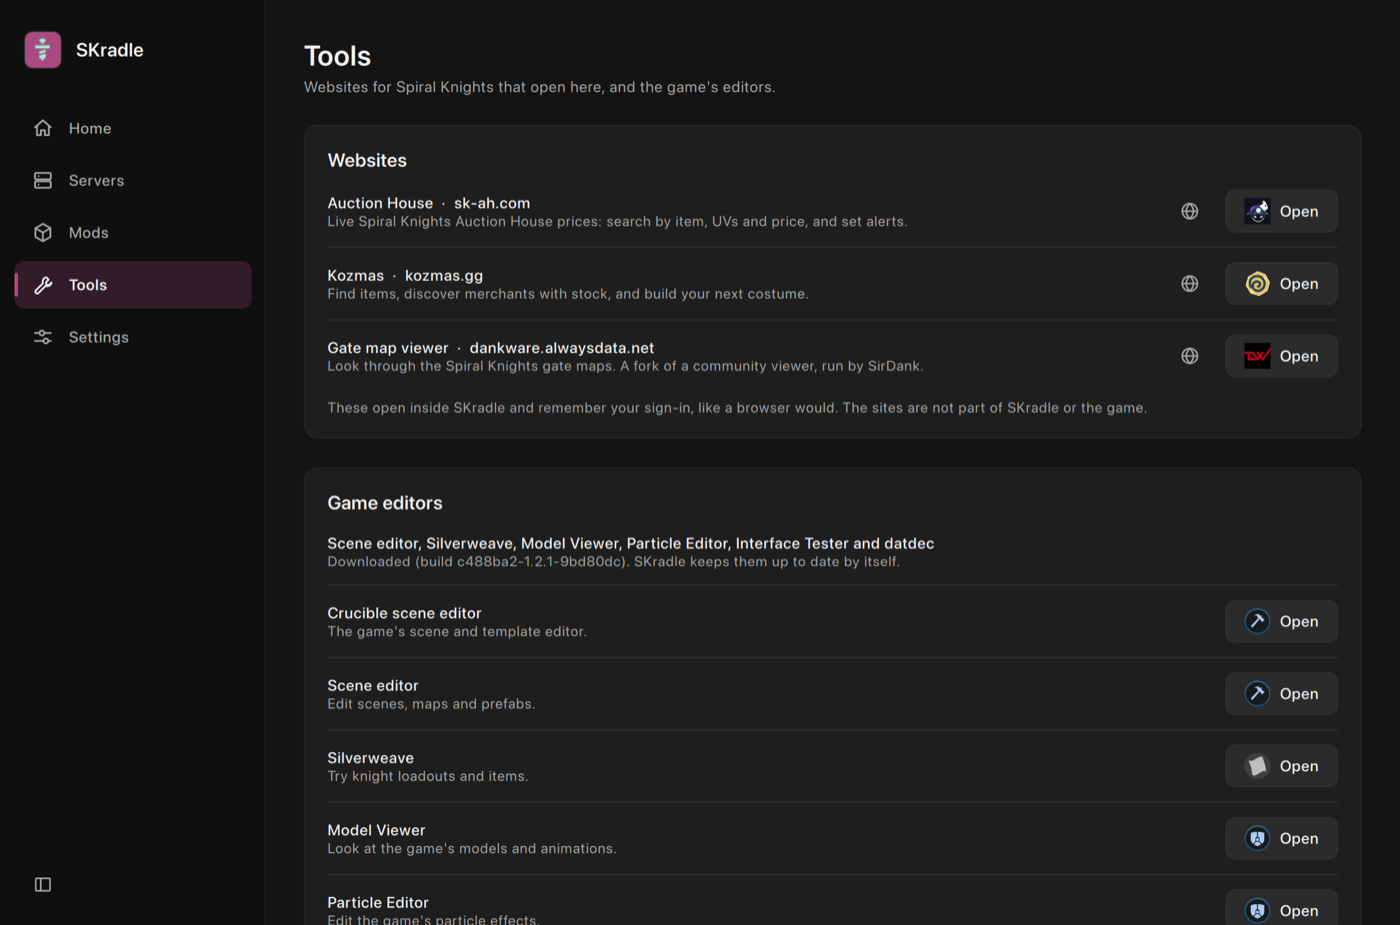 SKradle
Home
Servers
Mods
Tools
Settings
Tools
Websites for Spiral Knights that open here, and the game's editors.
Websites
Auction House · sk-ah.com
Live Spiral Knights Auction House prices: search by item, UVs and price, and set alerts.
Open
Kozmas · kozmas.gg
Find items, discover merchants with stock, and build your next costume.
Open
Gate map viewer · dankware.alwaysdata.net
Look through the Spiral Knights gate maps. A fork of a community viewer, run by SirDank.
DW
Open
These open inside SKradle and remember your sign-in, like a browser would. The sites are not part of SKradle or the game.
Game editors
Scene editor, Silverweave, Model Viewer, Particle Editor, Interface Tester and datdec
Downloaded (build c488ba2-1.2.1-9bd80dc). SKradle keeps them up to date by itself.
Crucible scene editor
The game's scene and template editor.
Open
Scene editor
Edit scenes, maps and prefabs.
Open
Silverweave
Try knight loadouts and items.
Open
Model Viewer
Look at the game's models and animations.
Open
Particle Editor
Edit the game's particle effects.
Open